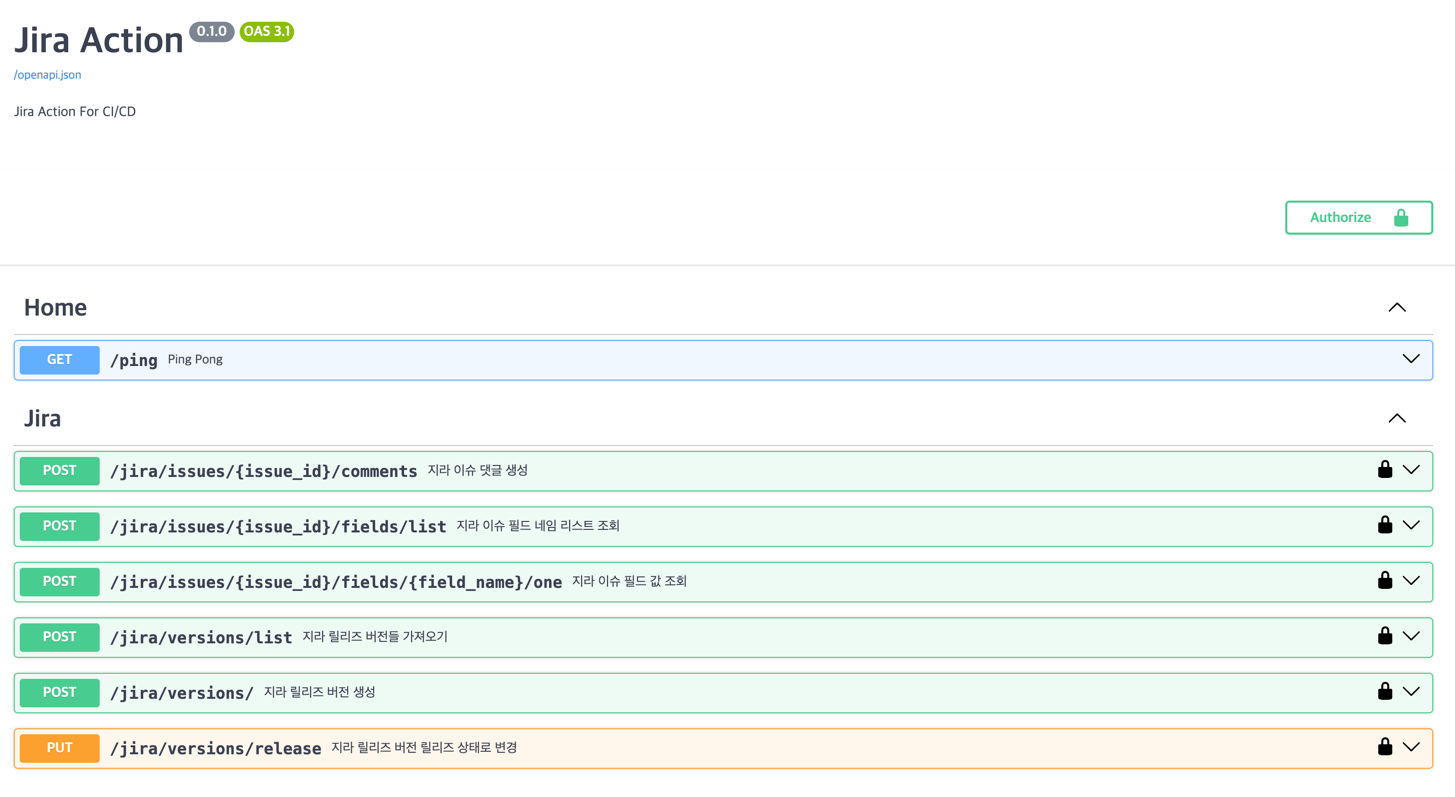 Jira Action 0.1.0 OAS 3.1
/openapi.json
Jira Action For CI/CD
Authorize
Home
GET /ping Ping Pong
Jira
POST /jira/issues/{issue_id}/comments 지라 이슈 댓글 생성
POST /jira/issues/{issue_id}/fields/list 지라 이슈 필드 네임 리스트 조회
POST /jira/issues/{issue_id}/fields/{field_name}/one 지라 이슈 필드 값 조회
POST /jira/versions/list 지라 릴리즈 버전들 가져오기
POST /jira/versions/ 지라 릴리즈 버전 생성
PUT /jira/versions/release 지라 릴리즈 버전 릴리즈 상태로 변경